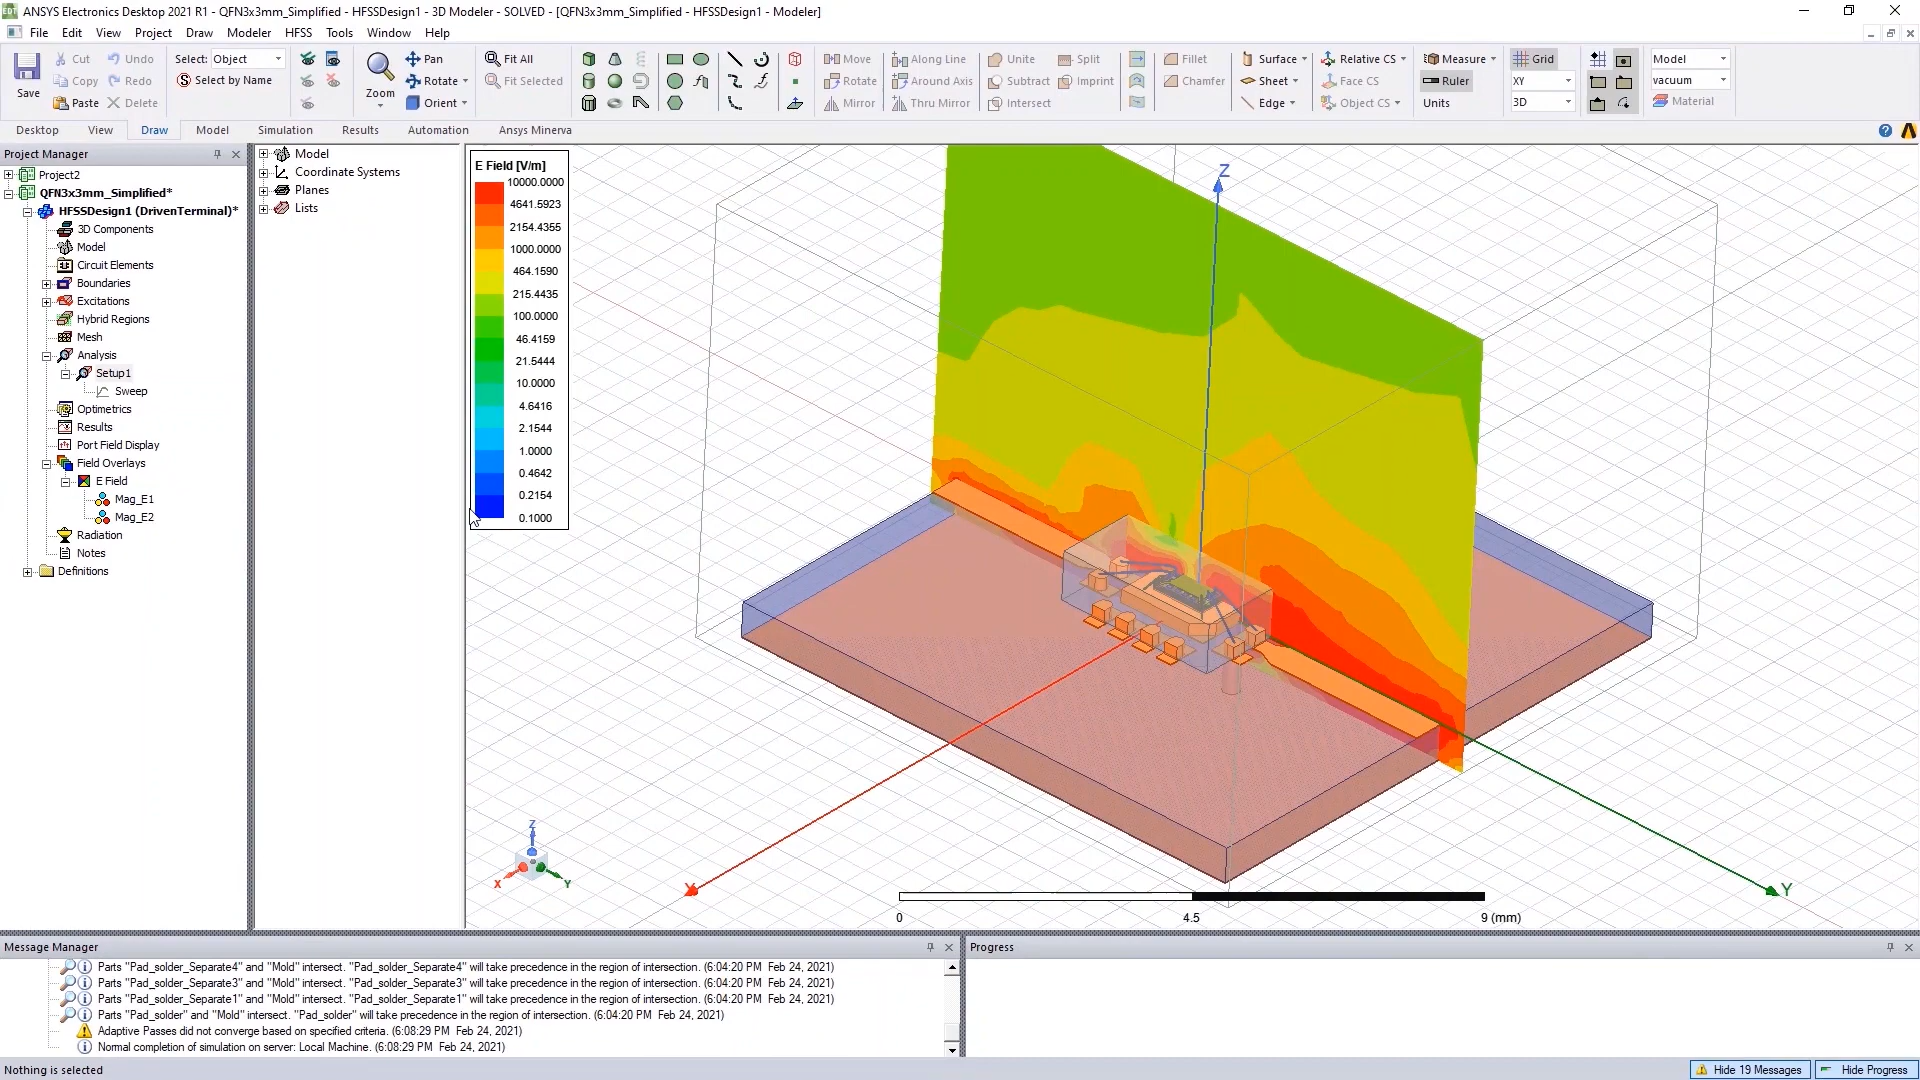 ANSYS Electronics Desktop 2021 R1 - QFN3x3mm_Simplified - HFSSDesign1 - 3D Modeler - SOLVED - [QFN3x3mm_Simplified - HFSSDesign1 - Modeler]
File Edit View Project Draw Modeler HFSS Tools Window Help
Save
Cut Undo
Copy Redo
Paste Delete
Select: Object
Select by Name
Zoom
Pan
Rotate
Orient
Fit All
Fit Selected
Move Along Line
Rotate Around Axis
Mirror Thru Mirror
Unite Split
Subtract Imprint
Intersect
Fillet
Chamfer
Surface
Sheet
Edge
Relative CS
Face CS
Object CS
Measure
Ruler
Units
Grid
XY
3D
Model
vacuum
Material
Desktop View Draw Model Simulation Results Automation Ansys Minerva
Project Manager
Project2
QFN3x3mm_Simplified*
HFSSDesign1 (DrivenTerminal)*
3D Components
Model
Circuit Elements
Boundaries
Excitations
Hybrid Regions
Mesh
Analysis
Setup1
Sweep
Optimetrics
Results
Port Field Display
Field Overlays
E Field
Mag_E1
Mag_E2
Radiation
Notes
Definitions
Model
Coordinate Systems
Planes
Lists
E Field [V/m]
10000.0000
4641.5923
2154.4355
1000.0000
464.1590
215.4435
100.0000
46.4159
21.5444
10.0000
4.6416
2.1544
1.0000
0.4642
0.2154
0.1000
Z
X
Y
Z
X
Y
0 4.5 9 (mm)
Message Manager
Parts "Pad_solder_Separate4" and "Mold" intersect. "Pad_solder_Separate4" will take precedence in the region of intersection. (6:04:20 PM Feb 24, 2021)
Parts "Pad_solder_Separate3" and "Mold" intersect. "Pad_solder_Separate3" will take precedence in the region of intersection. (6:04:20 PM Feb 24, 2021)
Parts "Pad_solder_Separate1" and "Mold" intersect. "Pad_solder_Separate1" will take precedence in the region of intersection. (6:04:20 PM Feb 24, 2021)
Parts "Pad_solder" and "Mold" intersect. "Pad_solder" will take precedence in the region of intersection. (6:04:20 PM Feb 24, 2021)
Adaptive Passes did not converge based on specified criteria. (6:08:29 PM Feb 24, 2021)
Normal completion of simulation on server: Local Machine. (6:08:29 PM Feb 24, 2021)
Progress
Nothing is selected
Hide 19 Messages
Hide Progress